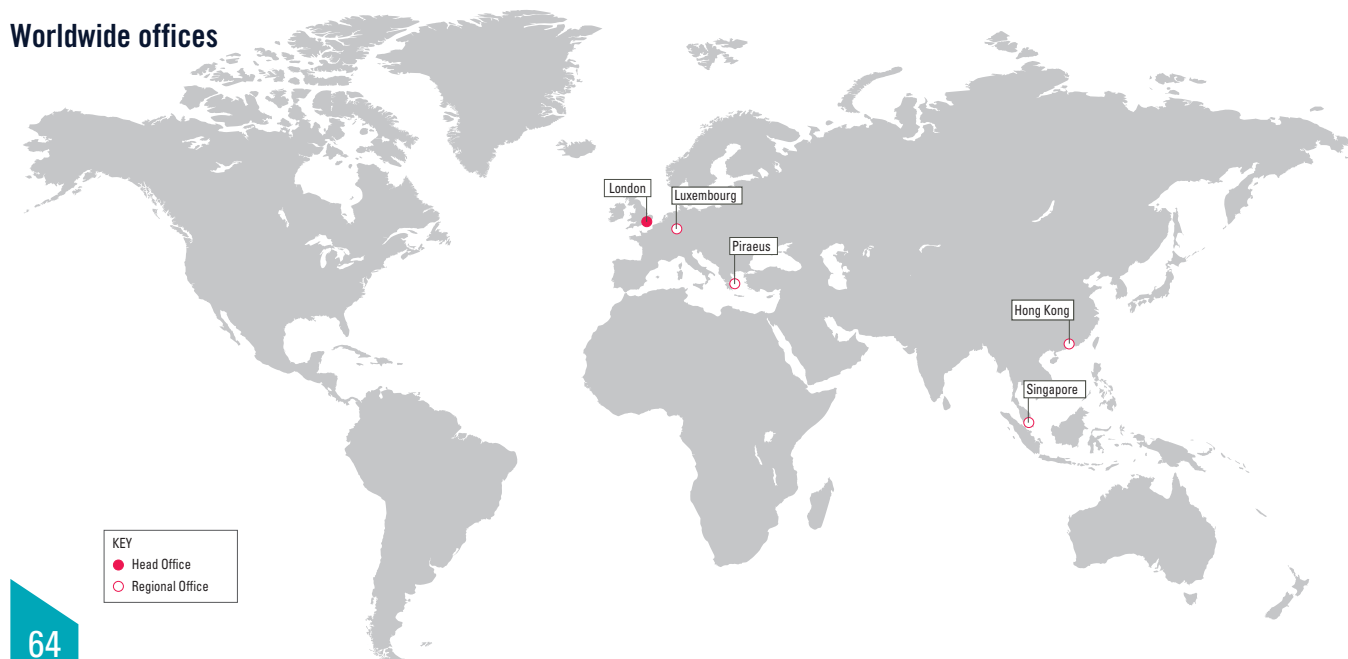 Worldwide offices
London
Luxembourg
Piraeus
Hong Kong
Singapore
KEY
Head Office
Regional Office
64